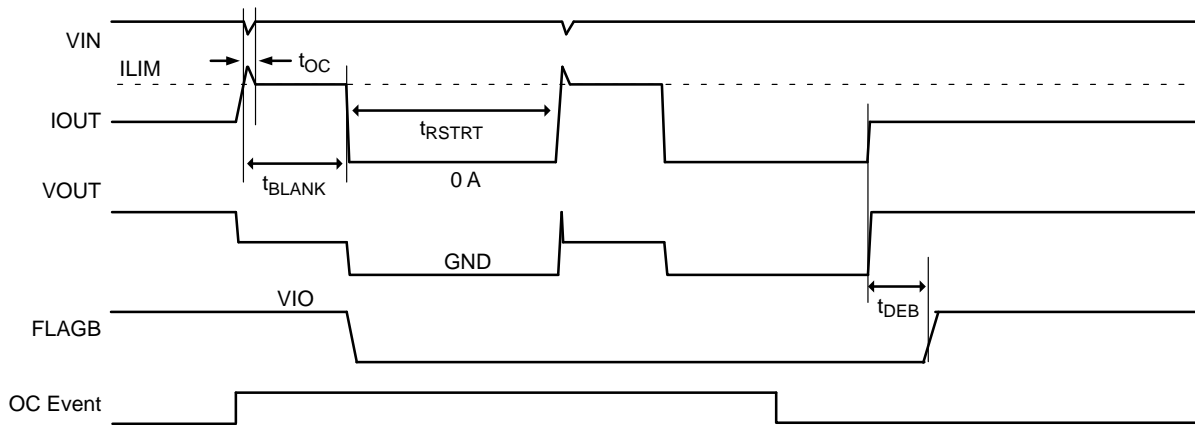 VIN
ILIM
tOC
IOUT
tRSTRT
0 A
tBLANK
VOUT
GND
VIO
tDEB
FLAGB
OC Event